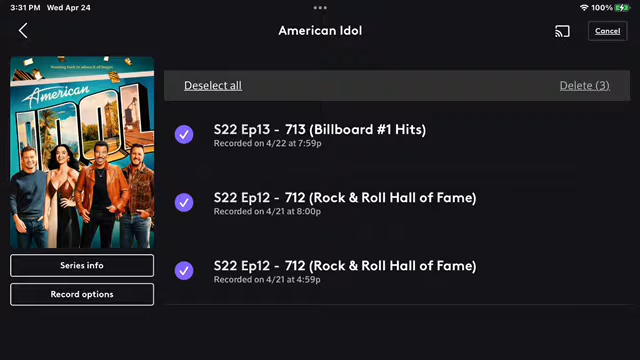 3:31 PM Wed Apr 24
100%
American Idol
Cancel
American
IDOL
Deselect all
Delete (3)
S22 Ep13 - 713 (Billboard #1 Hits)
Recorded on 4/22 at 7:59p
S22 Ep12 - 712 (Rock & Roll Hall of Fame)
Recorded on 4/21 at 8:00p
S22 Ep12 - 712 (Rock & Roll Hall of Fame)
Recorded on 4/21 at 4:59p
Series info
Record options